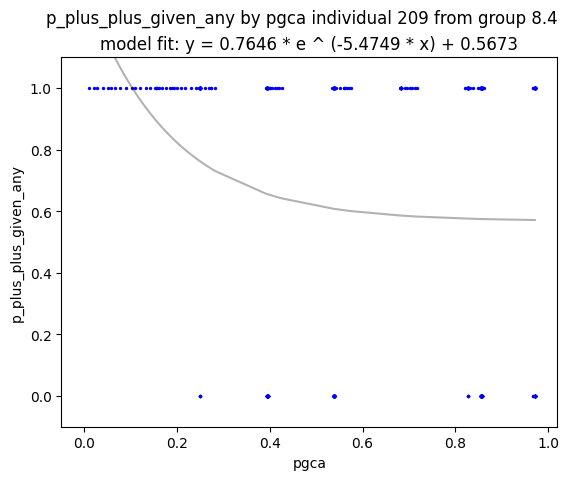 p_plus_plus_given_any by pgca individual 209 from group 8.4
model fit: y = 0.7646 * e ^ (-5.4749 * x) + 0.5673
1.0
0.8
0.6
0.4
0.2
0.0
p_plus_plus_given_any
0.0 0.2 0.4 0.6 0.8 1.0
pgca